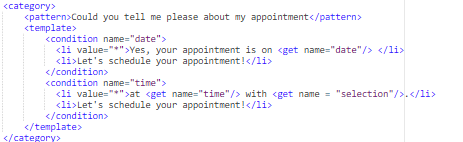 <category>
<pattern>Could you tell me please about my appointment</pattern>
<template>
<condition name="date">
<li value="*">Yes, your appointment is on <get name="date"/> </li>
<li>Let's schedule your appointment!</li>
</condition>
<condition name="time">
<li value="*">at <get name="time"/> with <get name = "selection"/>.</li>
<li>Let's schedule your appointment!</li>
</condition>
</template>
</category>